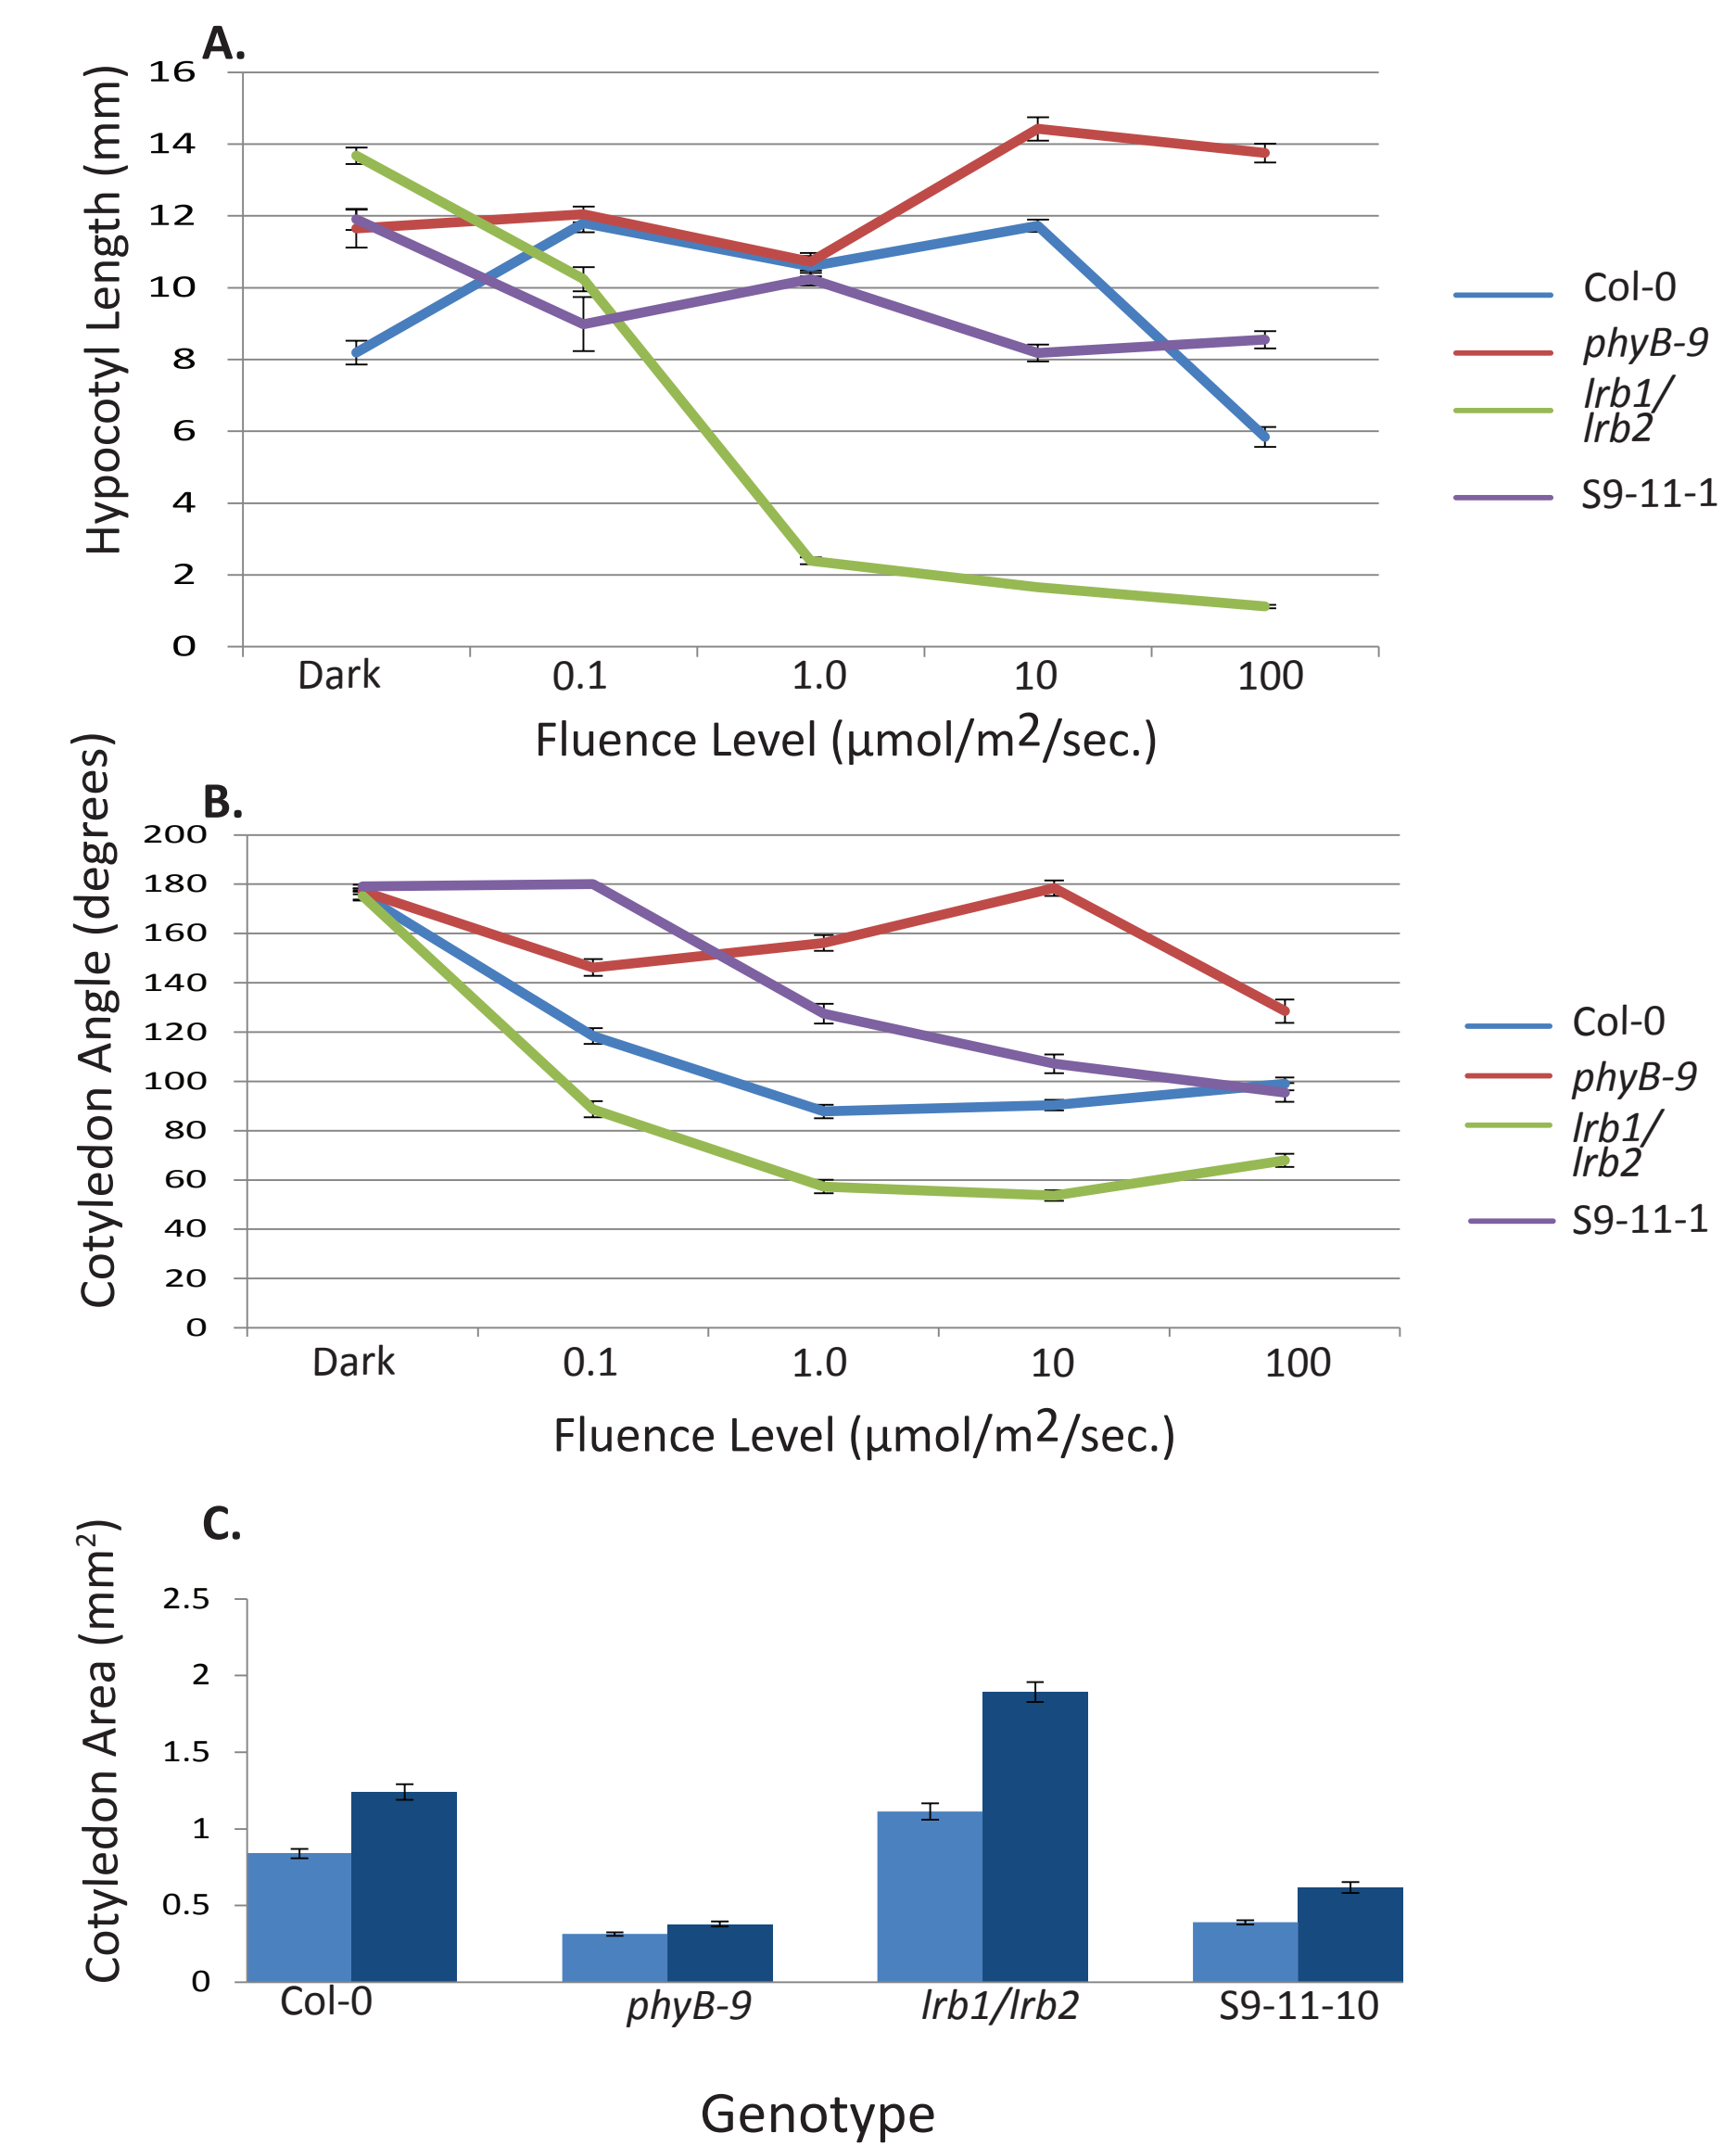 A.
Hypocotyl Length (mm)
16
14
12
10
8
6
4
2
0
Dark 0.1 1.0 10 100
Fluence Level (µmol/m2/sec.)
Col-0
phyB-9
lrb1/
lrb2
S9-11-1
B.
Cotyledon Angle (degrees)
200
180
160
140
120
100
80
60
40
20
0
Dark 0.1 1.0 10 100
Fluence Level (µmol/m2/sec.)
Col-0
phyB-9
lrb1/
lrb2
S9-11-1
C.
Cotyledon Area (mm²)
2.5
2
1.5
1
0.5
0
Col-0 phyB-9 lrb1/lrb2 S9-11-10
Genotype